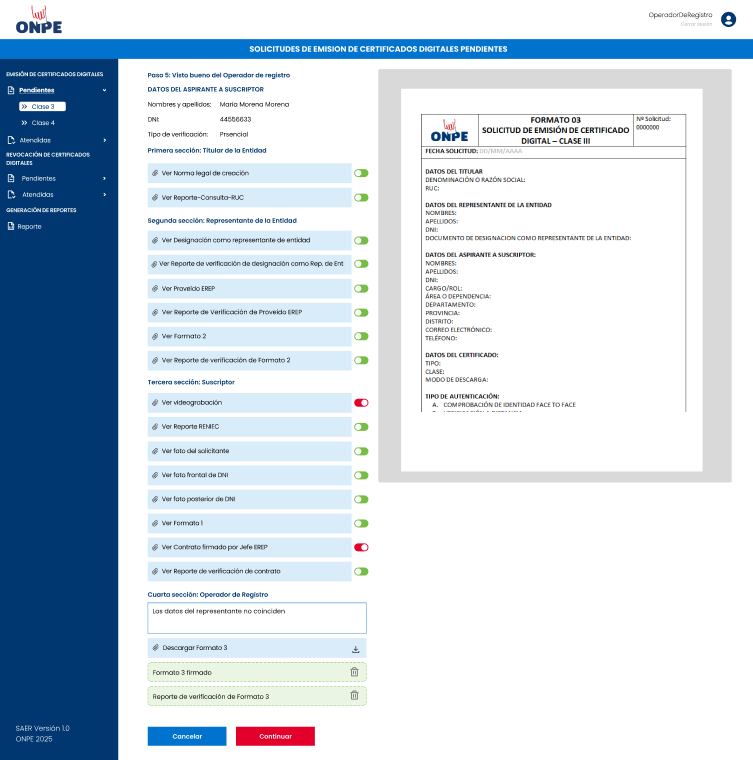 ONPE
OperadorDeRegistro
Cerrar sesión
SOLICITUDES DE EMISION DE CERTIFICADOS DIGITALES PENDIENTES
EMISIÓN DE CERTIFICADOS DIGITALES
Pendientes
Clase 3
Clase 4
Atendidas
REVOCACIÓN DE CERTIFICADOS
DIGITALES
Pendientes
Atendidas
GENERACIÓN DE REPORTES
Reporte
SAER Versión 1.0
ONPE 2025
Paso 5: Visto bueno del Operador de registro
DATOS DEL ASPIRANTE A SUSCRIPTOR
Nombres y apellidos: Maria Morena Morena
DNI: 44556633
Tipo de verificación: Prsencial
Primera sección: Titular de la Entidad
Ver Norma legal de creación
Ver Reporte-Consulta-RUC
Segunda sección: Representante de la Entidad
Ver Designación como representante de entidad
Ver Reporte de verificación de designación como Rep. de Ent
Ver Proveído EREP
Ver Reporte de Verificación de Proveído EREP
Ver Formato 2
Ver Reporte de verificación de Formato 2
Tercera sección: Suscriptor
Ver videograbación
Ver Reporte RENIEC
Ver foto del solicitante
Ver foto frontal de DNI
Ver foto posterior de DNI
Ver Formato 1
Ver Contrato firmado por Jefe EREP
Ver Reporte de verificación de contrato
Cuarta sección: Operador de Registro
Los datos del representante no coinciden
Descargar Formato 3
Formato 3 firmado
Reporte de verificación de Formato 3
Cancelar
Continuar
ONPE
FORMATO 03
SOLICITUD DE EMISIÓN DE CERTIFICADO
DIGITAL – CLASE III
Nº Solicitud:
0000000
FECHA SOLICITUD: DD/MM/AAAA
DATOS DEL TITULAR
DENOMINACIÓN O RAZÓN SOCIAL:
RUC:
DATOS DEL REPRESENTANTE DE LA ENTIDAD
NOMBRES:
APELLIDOS:
DNI:
DOCUMENTO DE DESIGNACION COMO REPRESENTANTE DE LA ENTIDAD:
DATOS DEL ASPIRANTE A SUSCRIPTOR:
NOMBRES:
APELLIDOS:
DNI:
CARGO/ROL:
ÁREA O DEPENDENCIA:
DEPARTAMENTO:
PROVINCIA:
DISTRITO:
CORREO ELECTRÓNICO:
TELÉFONO:
DATOS DEL CERTIFICADO:
TIPO:
CLASE:
MODO DE DESCARGA:
TIPO DE AUTENTICACIÓN:
A. COMPROBACIÓN DE IDENTIDAD FACE TO FACE